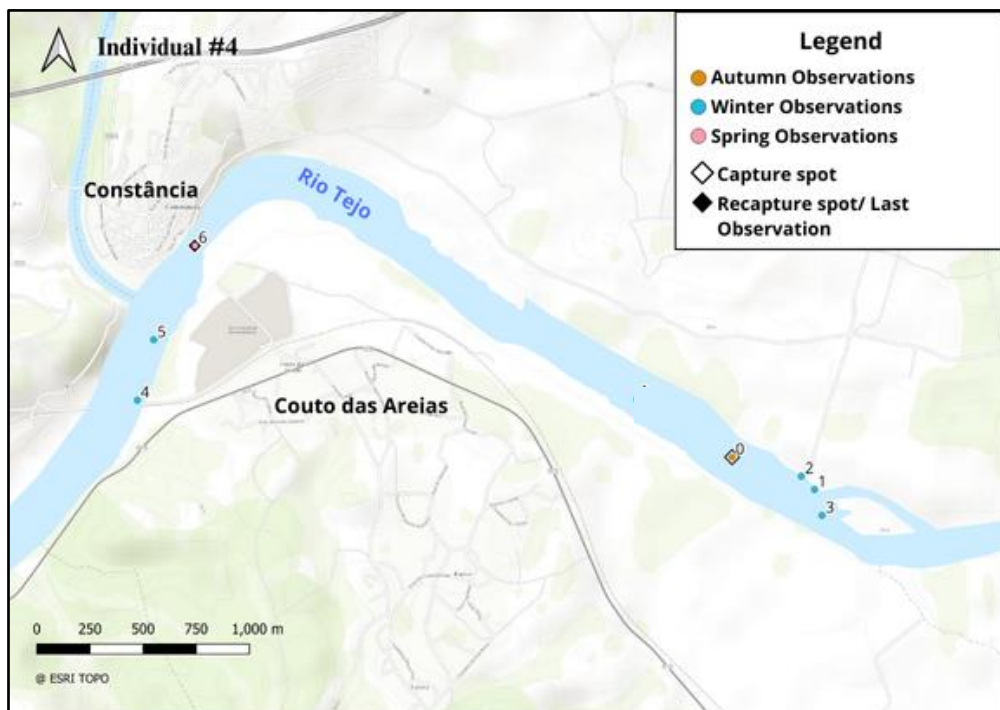 Individual #4
Legend
Autumn Observations
Winter Observations
Spring Observations
Capture spot
Recapture spot/ Last
Observation
Constância
Rio Tejo
6
5
4
Couto das Areias
0
2
1
3
0 250 500 750 1,000 m
@ ESRI TOPO